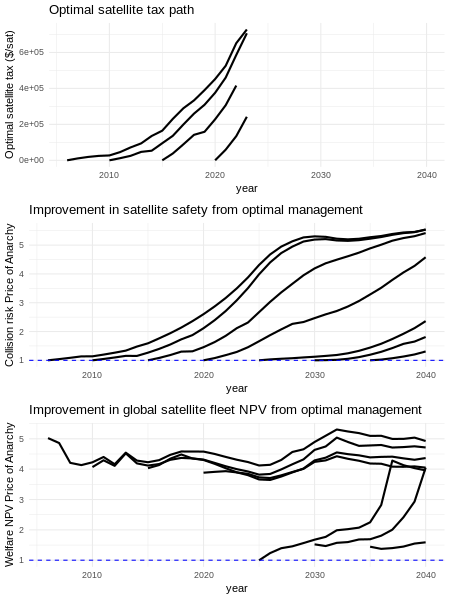 Optimal satellite tax path
Optimal satellite tax ($/sat)
6e+05
4e+05
2e+05
0e+00
2010 2020 2030 2040
year
Improvement in satellite safety from optimal management
Collision risk Price of Anarchy
5
4
3
2
1
2010 2020 2030 2040
year
Improvement in global satellite fleet NPV from optimal management
Welfare NPV Price of Anarchy
5
4
3
2
1
2010 2020 2030 2040
year